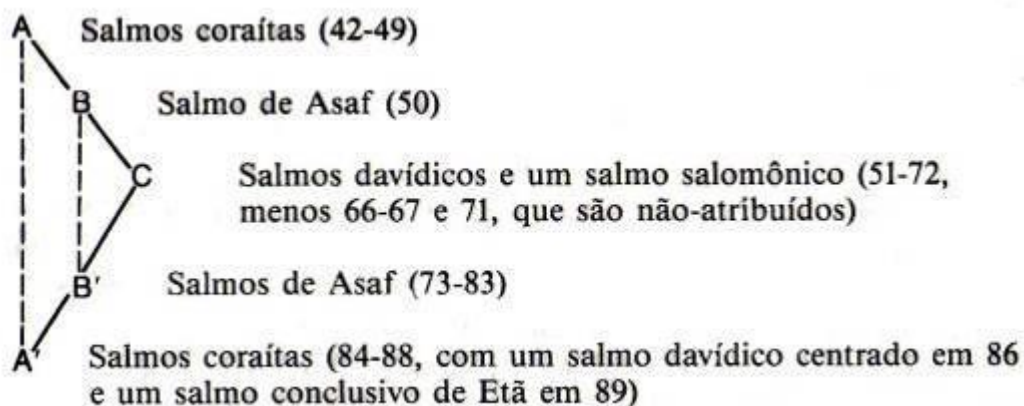 A Salmos coraítas (42-49)
B Salmo de Asaf (50)
C Salmos davídicos e um salmo salomônico (51-72,
menos 66-67 e 71, que são não-atribuídos)
B' Salmos de Asaf (73-83)
A' Salmos coraítas (84-88, com um salmo davídico centrado em 86
e um salmo conclusivo de Etã em 89)